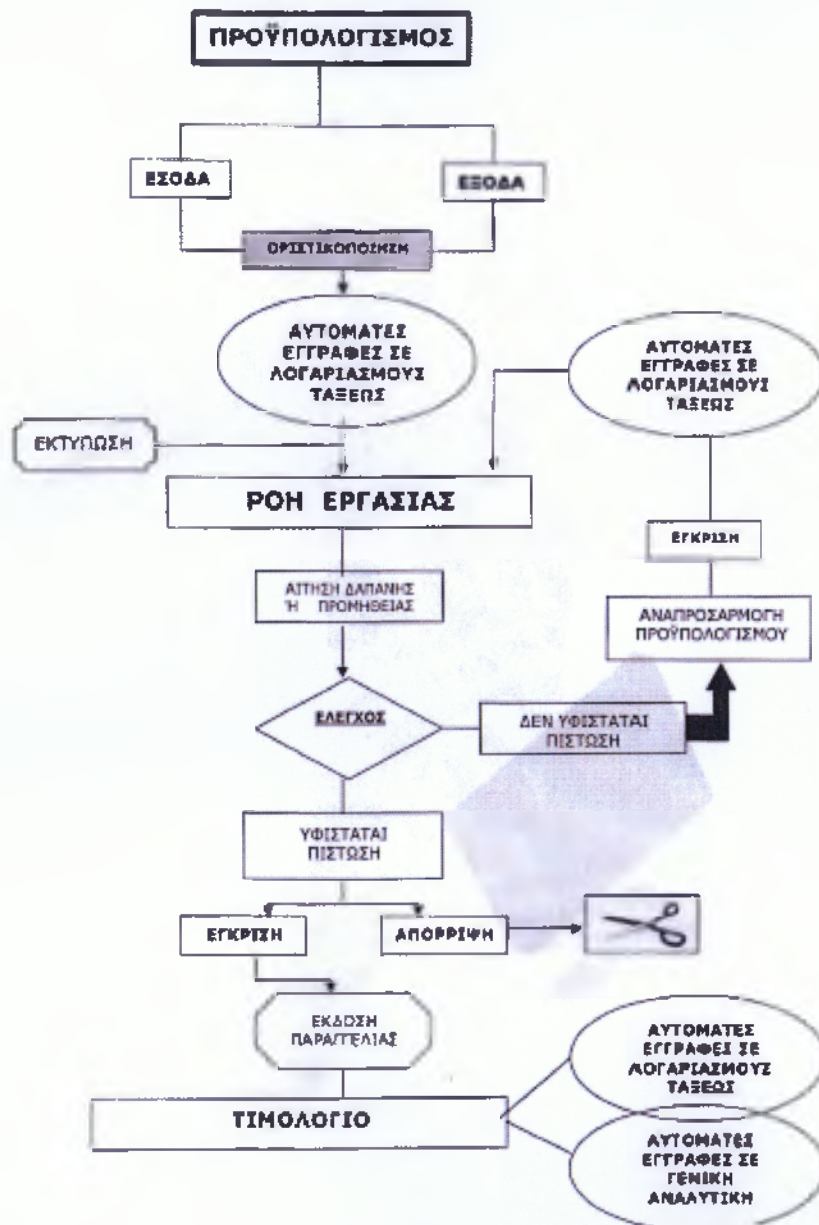 ΠΡΟΫΠΟΛΟΓΙΣΜΟΣ
ΕΣΟΔΑ
ΕΞΟΔΑ
ΟΡΙΣΤΙΚΟΠΟΙΗΣΗ
ΑΥΤΟΜΑΤΕΣ
ΕΓΓΡΑΦΕΣ ΣΕ
ΛΟΓΑΡΙΑΣΜΟΥΣ
ΤΑΞΕΩΣ
ΑΥΤΟΜΑΤΕΣ
ΕΓΓΡΑΦΕΣ ΣΕ
ΛΟΓΑΡΙΑΣΜΟΥΣ
ΤΑΞΕΩΣ
ΕΚΤΥΠΩΣΗ
ΡΟΗ ΕΡΓΑΣΙΑΣ
ΕΓΚΡΙΣΗ
ΑΙΤΗΣΗ ΔΑΠΑΝΗΣ
Ή ΠΡΟΜΗΘΕΙΑΣ
ΑΝΑΠΡΟΣΑΡΜΟΓΗ
ΠΡΟΫΠΟΛΟΓΙΣΜΟΥ
ΕΛΕΓΧΟΣ
ΔΕΝ ΥΦΙΣΤΑΤΑΙ
ΠΙΣΤΩΣΗ
ΥΦΙΣΤΑΤΑΙ
ΠΙΣΤΩΣΗ
ΕΓΚΡΙΣΗ
ΑΠΟΡΡΙΨΗ
ΕΚΔΟΣΗ
ΠΑΡΑΓΓΕΛΙΑΣ
ΑΥΤΟΜΑΤΕΣ
ΕΓΓΡΑΦΕΣ ΣΕ
ΛΟΓΑΡΙΑΣΜΟΥΣ
ΤΑΞΕΩΣ
ΤΙΜΟΛΟΓΙΟ
ΑΥΤΟΜΑΤΕΣ
ΕΓΓΡΑΦΕΣ ΣΕ
ΓΕΝΙΚΗ
ΑΝΑΛΥΤΙΚΗ